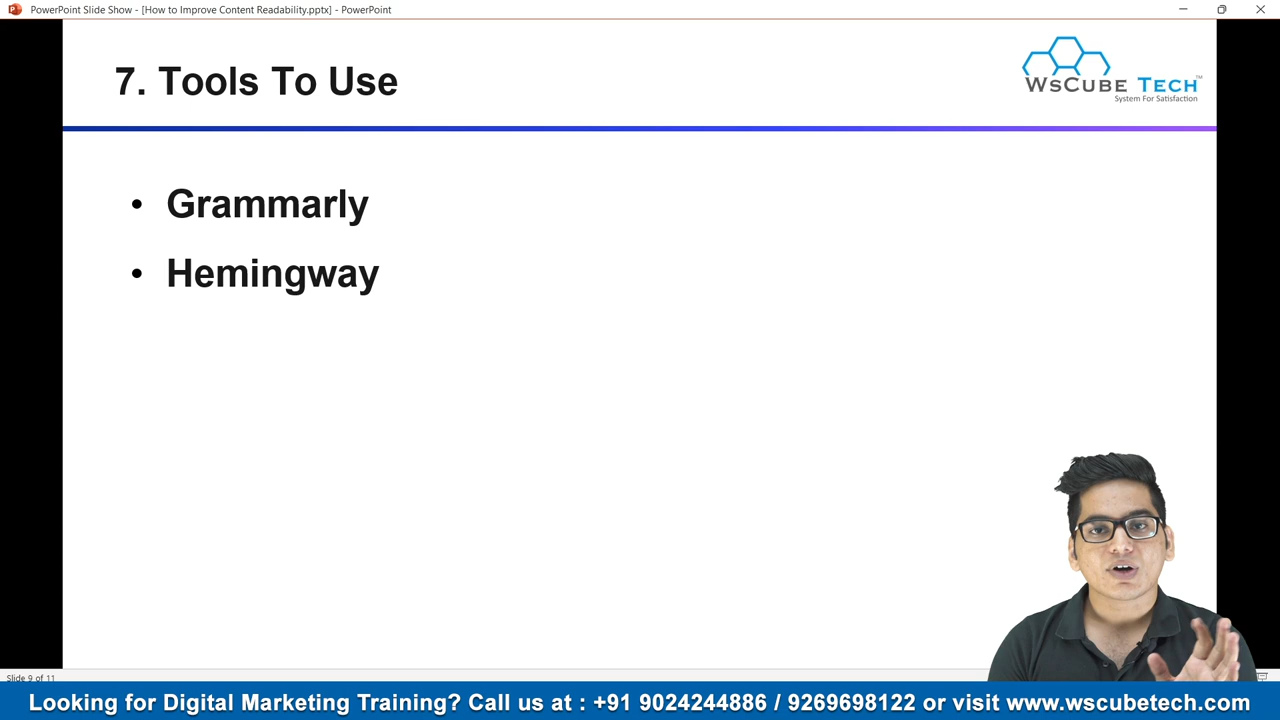 PowerPoint Slide Show - [How to Improve Content Readability.pptx] - PowerPoint
7. Tools To Use
WsCube Tech™
System For Satisfaction
• Grammarly
• Hemingway
Slide 9 of 11
Looking for Digital Marketing Training? Call us at : +91 9024244886 / 9269698122 or visit www.wscubetech.com